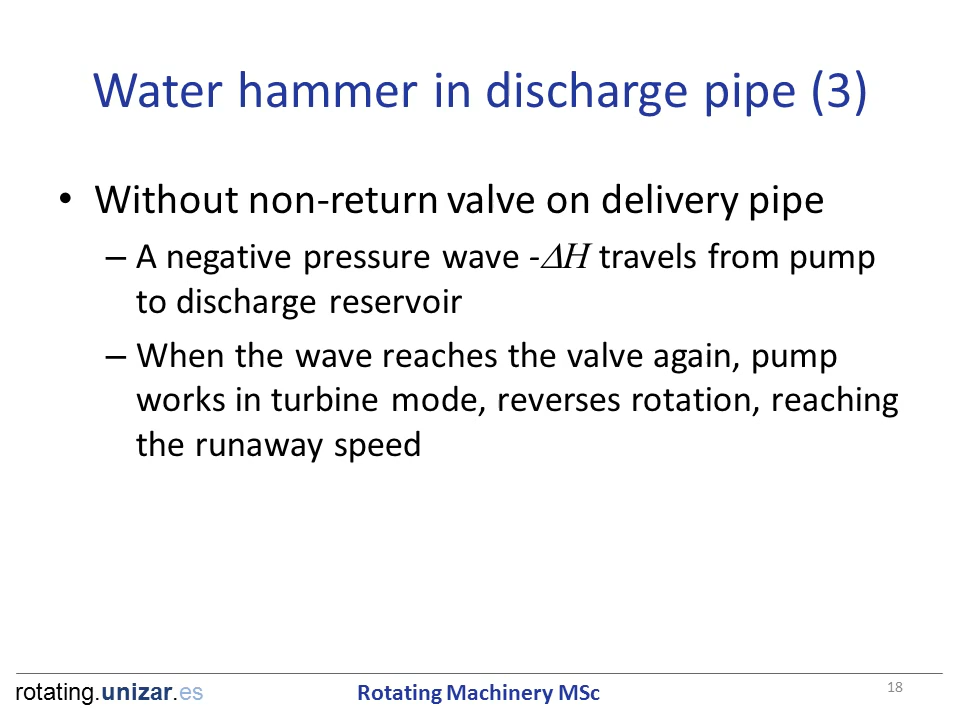 Water hammer in discharge pipe (3)
• Without non-return valve on delivery pipe
– A negative pressure wave -ΔH travels from pump
to discharge reservoir
– When the wave reaches the valve again, pump
works in turbine mode, reverses rotation, reaching
the runaway speed
rotating.unizar.es
Rotating Machinery MSc
18